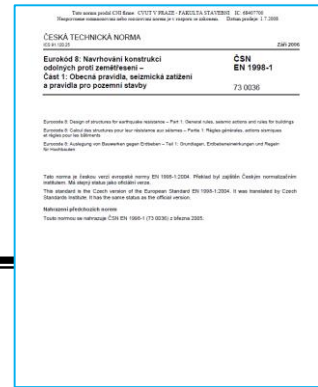 Tuto normu prodal ČNI firmě: ČVUT V PRAZE - FAKULTA STAVEBNÍ IČ: 68407700
Neoprávněné rozmnožování nebo rozšiřování normy je v rozporu se zákonem. Datum prodeje: 1.7.2008
ČESKÁ TECHNICKÁ NORMA
ICS 91.120.25 Září 2006
Eurokód 8: Navrhování konstrukcí
odolných proti zemětřesení –
Část 1: Obecná pravidla, seizmická zatížení
a pravidla pro pozemní stavby
ČSN
EN 1998-1
73 0036
Eurocode 8: Design of structures for earthquake resistance – Part 1: General rules, seismic actions and rules for buildings
Eurocode 8: Calcul des structures pour leur résistance aux séismes – Partie 1: Règles générales, actions sismiques
et règles pour les bâtiments
Eurocode 8: Auslegung von Bauwerken gegen Erdbeben – Teil 1: Grundlagen, Erdbebeneinwirkungen und Regeln
für Hochbauten
Tato norma je českou verzí evropské normy EN 1998-1:2004. Překlad byl zajištěn Českým normalizačním
institutem. Má stejný status jako oficiální verze.
This standard is the Czech version of the European Standard EN 1998-1:2004. It was translated by Czech
Standards Institute. It has the same status as the official version.
Nahrazení předchozích norem
Touto normou se nahrazuje ČSN EN 1998-1 (73 0036) z března 2005.